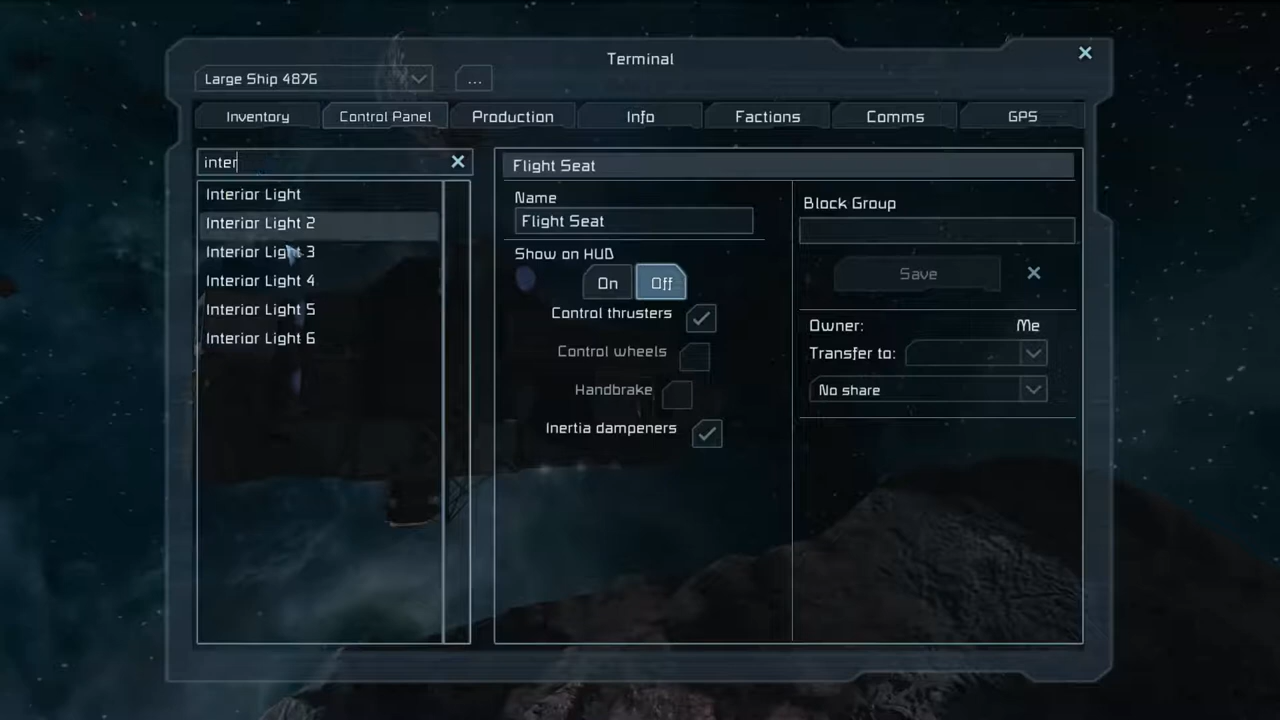 Terminal
Large Ship 4876
...
Inventory
Control Panel
Production
Info
Factions
Comms
GPS
inter
Interior Light
Interior Light 2
Interior Light 3
Interior Light 4
Interior Light 5
Interior Light 6
Flight Seat
Name
Flight Seat
Show on HUD
On
Off
Control thrusters
Control wheels
Handbrake
Inertia dampeners
Block Group
Save
Owner: Me
Transfer to:
No share